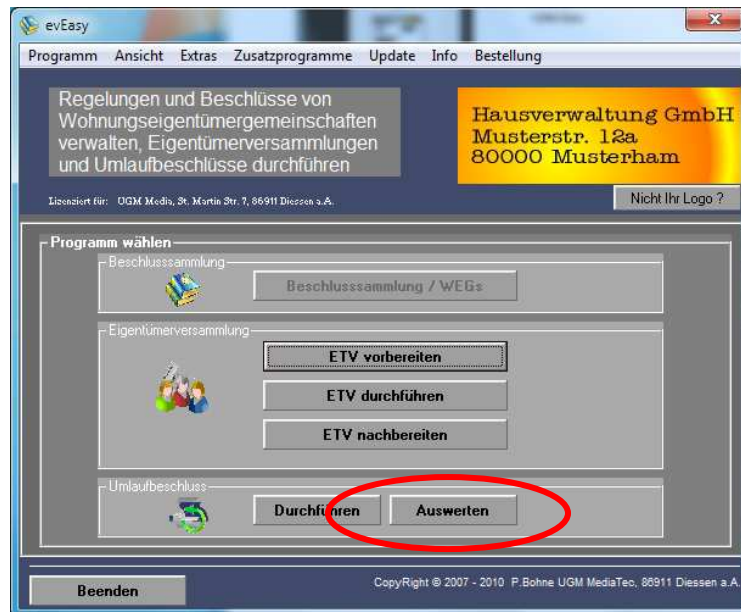 evEasy
Programm Ansicht Extras Zusatzprogramme Update Info Bestellung
Regelungen und Beschlüsse von
Wohnungseigentümergemeinschaften
verwalten, Eigentümerversammlungen
und Umlaufbeschlüsse durchführen
Hausverwaltung GmbH
Musterstr. 12a
80000 Musterham
Lizensiert für: UGM Media, St. Martin Str. 7, 86911 Diessen a.A.
Nicht Ihr Logo ?
Programm wählen
Beschlusssammlung
Beschlusssammlung / WEGs
Eigentümerversammlung
ETV vorbereiten
ETV durchführen
ETV nachbereiten
Umlaufbeschluss
Durchführen Auswerten
Beenden
CopyRight © 2007 - 2010 P.Bohne UGM MediaTec, 86911 Diessen a.A.